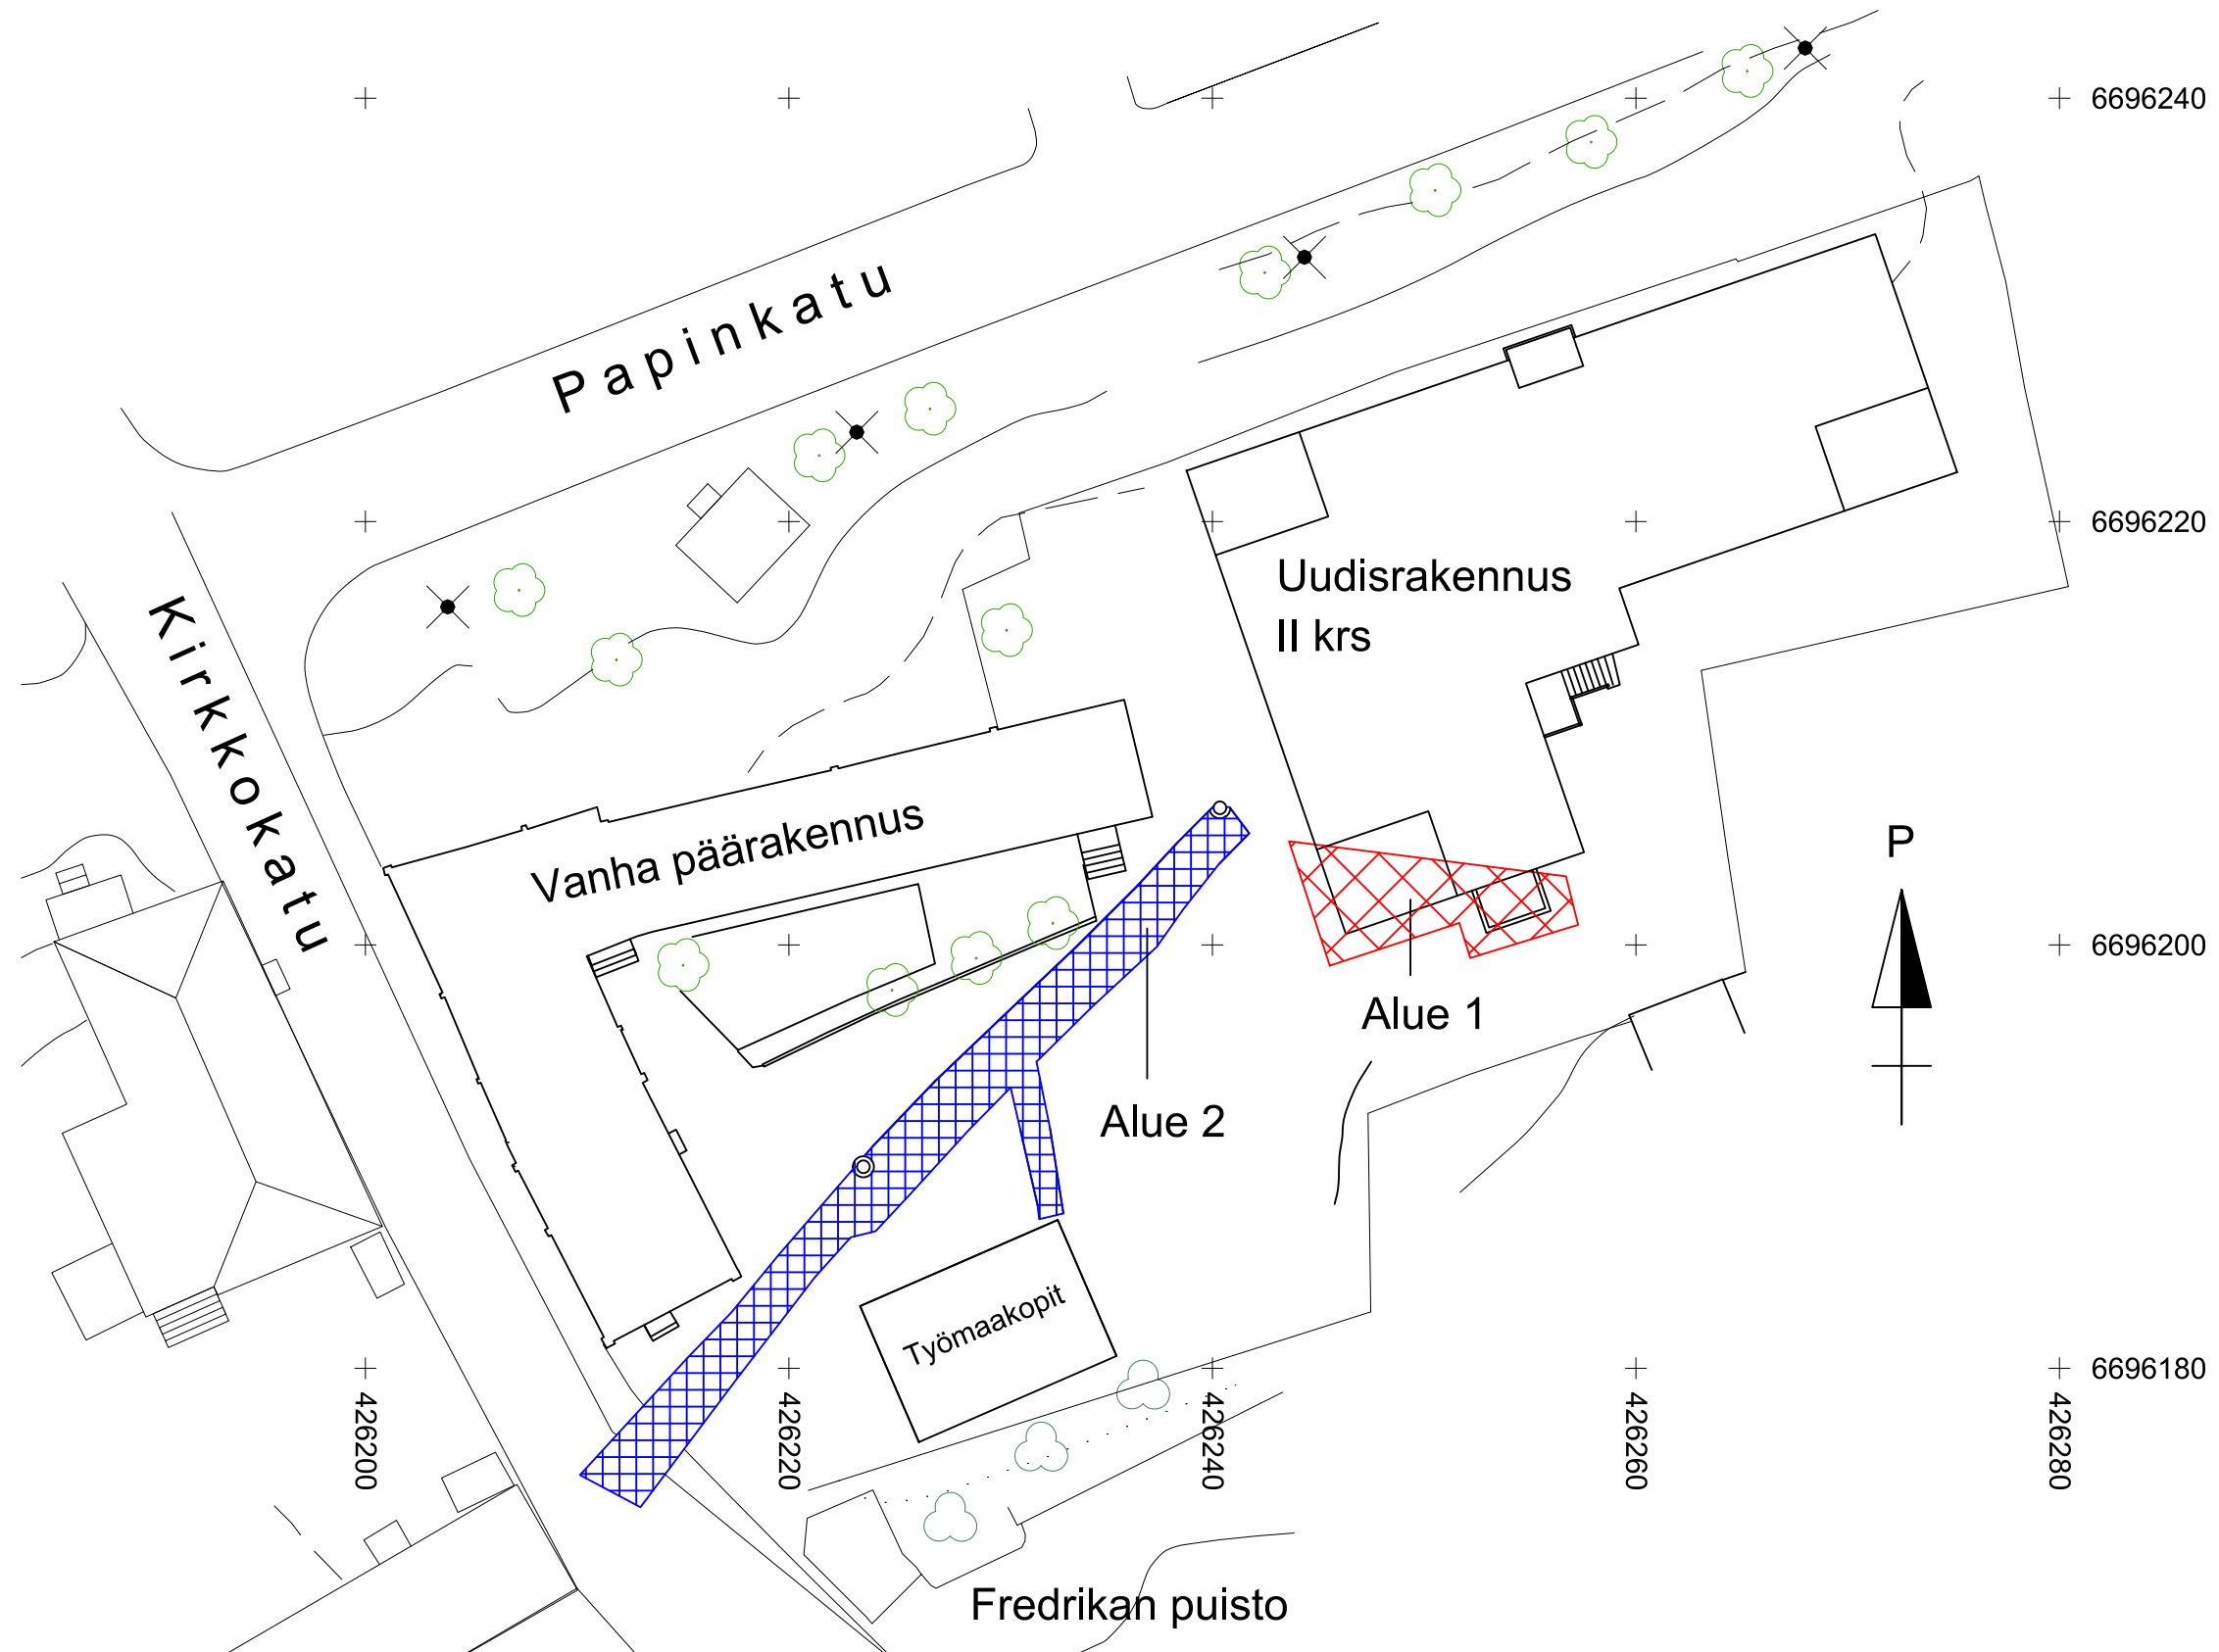 6696240
Papinkatu
6696220
Uudisrakennus
II krs
Kirkkokatu
Vanha päärakennus
P
6696200
Alue 1
Alue 2
Työmaakopit
6696180
426200
426220
426240
426260
426280
Fredrikan puisto